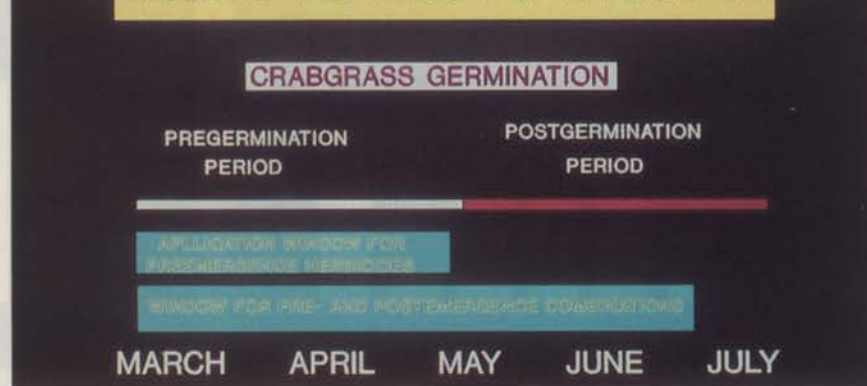 CRABGRASS GERMINATION
PREGERMINATION
PERIOD
POSTGERMINATION
PERIOD
APLLICATION WINDOW FOR
PREEMERGENCE HERBICIDES
WINDOW FOR PRE- AND POSTEMERGENCE COMBINATIONS
MARCH APRIL MAY JUNE JULY